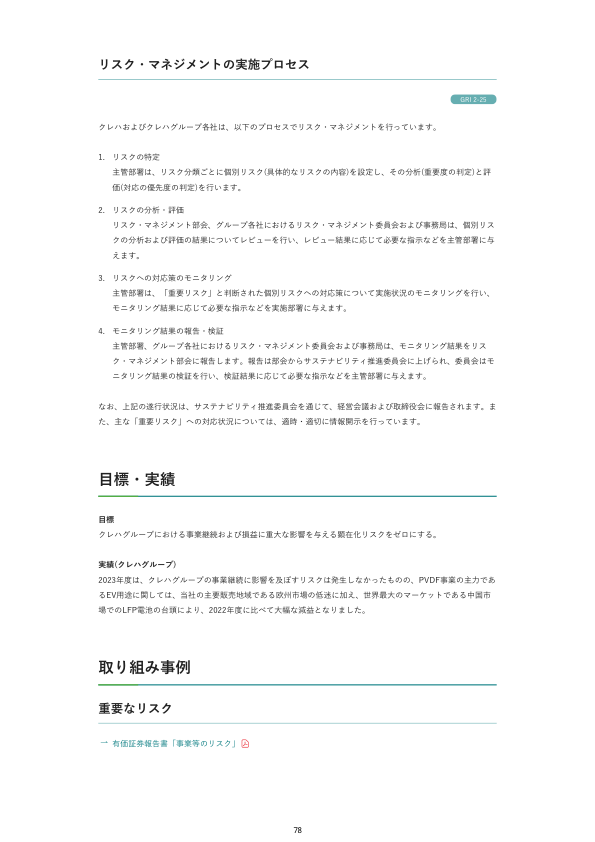 リスク・マネジメントの実施プロセス
GRI 2-25
クレハおよびクレハグループ各社は、以下のプロセスでリスク・マネジメントを行っています。
1. リスクの特定
主管部署は、リスク分類ごとに個別リスク(具体的なリスクの内容)を設定し、その分析(重要度の判定)と評
価(対応の優先度の判定)を行います。
2. リスクの分析・評価
リスク・マネジメント部会、グループ各社におけるリスク・マネジメント委員会および事務局は、個別リス
クの分析および評価の結果についてレビューを行い、レビュー結果に応じて必要な指示などを主管部署に与
えます。
3. リスクへの対応策のモニタリング
主管部署は、「重要リスク」と判断された個別リスクへの対応策について実施状況のモニタリングを行い、
モニタリング結果に応じて必要な指示などを実施部署に与えます。
4. モニタリング結果の報告・検証
主管部署、グループ各社におけるリスク・マネジメント委員会および事務局は、モニタリング結果をリス
ク・マネジメント部会に報告します。報告は部会からサステナビリティ推進委員会に上げられ、委員会はモ
ニタリング結果の検証を行い、検証結果に応じて必要な指示などを主管部署に与えます。
なお、上記の遂行状況は、サステナビリティ推進委員会を通じて、経営会議および取締役会に報告されます。ま
た、主な「重要リスク」への対応状況については、適時・適切に情報開示を行っています。
目標・実績
目標
クレハグループにおける事業継続および損益に重大な影響を与える顕在化リスクをゼロにする。
実績(クレハグループ)
2023年度は、クレハグループの事業継続に影響を及ぼすリスクは発生しなかったものの、PVDF事業の主力であ
るEV用途に関しては、当社の主要販売地域である欧州市場の低迷に加え、世界最大のマーケットである中国市
場でのLFP電池の台頭により、2022年度に比べて大幅な減益となりました。
取り組み事例
重要なリスク
→ 有価証券報告書「事業等のリスク」
78